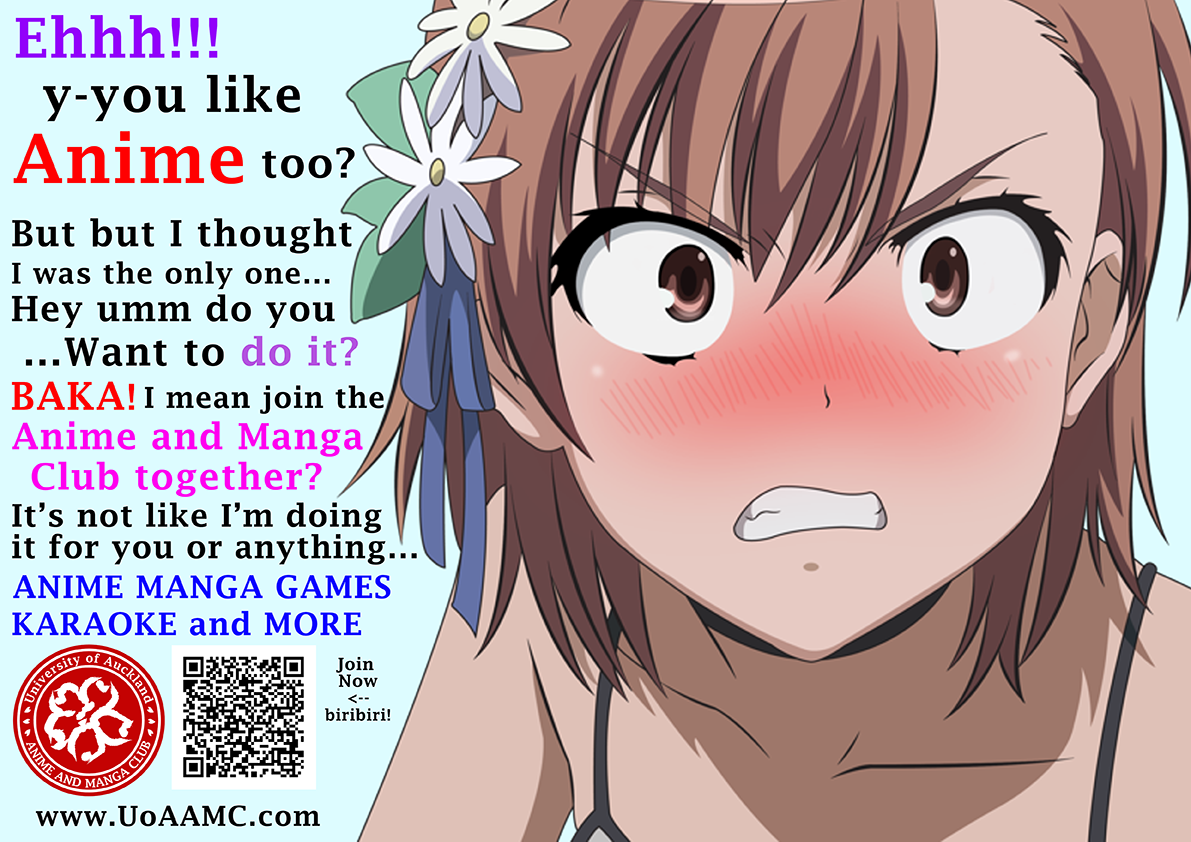 Ehhh!!!
y-you like
Anime too?
But but I thought
I was the only one...
Hey umm do you
...Want to do it?
BAKA! I mean join the
Anime and Manga
Club together?
It's not like I'm doing
it for you or anything...
ANIME MANGA GAMES
KARAOKE and MORE
University of Auckland
ANIME AND MANGA CLUB
Join
Now
<--
biribiri!
www.UoAAMC.com